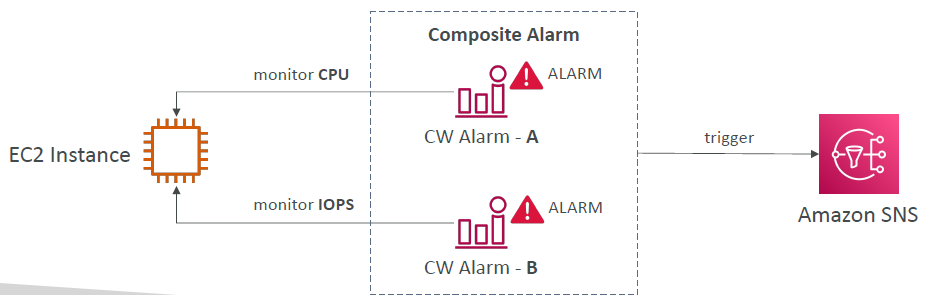 Composite Alarm
monitor CPU
ALARM
CW Alarm - A
EC2 Instance
trigger
monitor IOPS
ALARM
CW Alarm - B
Amazon SNS